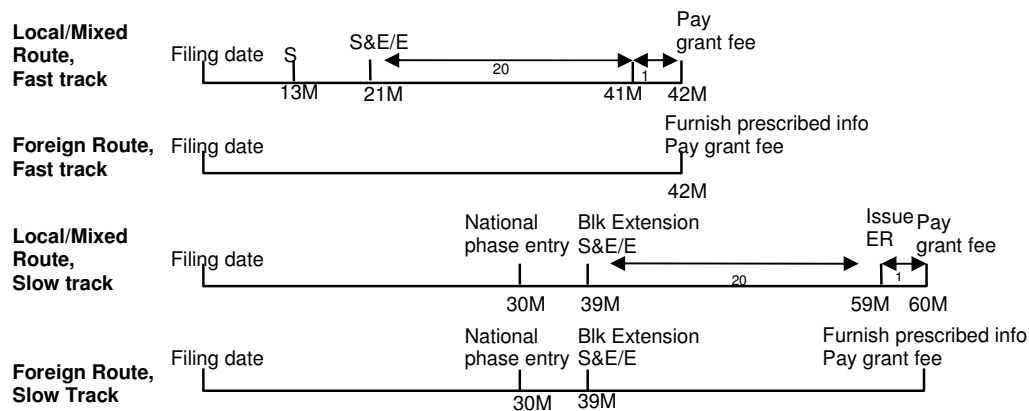 Local/Mixed
Route,
Fast track
Filing date
S
S&E/E
20
1
Pay
grant fee
13M
21M
41M
42M
Foreign Route,
Fast track
Filing date
Furnish prescribed info
Pay grant fee
42M
Local/Mixed
Route,
Slow track
Filing date
National
phase entry
Blk Extension
S&E/E
20
Issue
ER
1
Pay
grant fee
30M
39M
59M
60M
Foreign Route,
Slow Track
Filing date
National
phase entry
Blk Extension
S&E/E
Furnish prescribed info
Pay grant fee
30M
39M